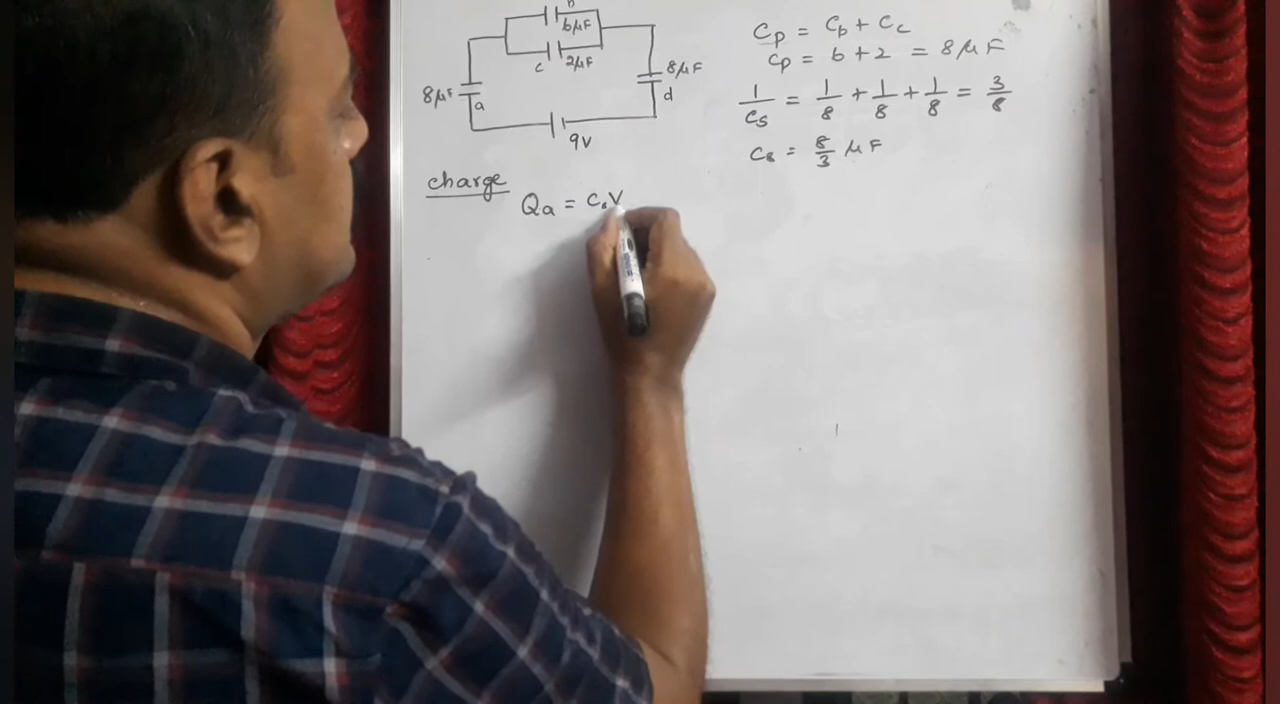 b
6μF
c 2μF
8μF a
8μF
d
9V
Cp = Cb + Cc
Cp = 6 + 2 = 8μF
1/Cs = 1/8 + 1/8 + 1/8 = 3/8
Cs = 8/3 μF
charge
Qa = CsV